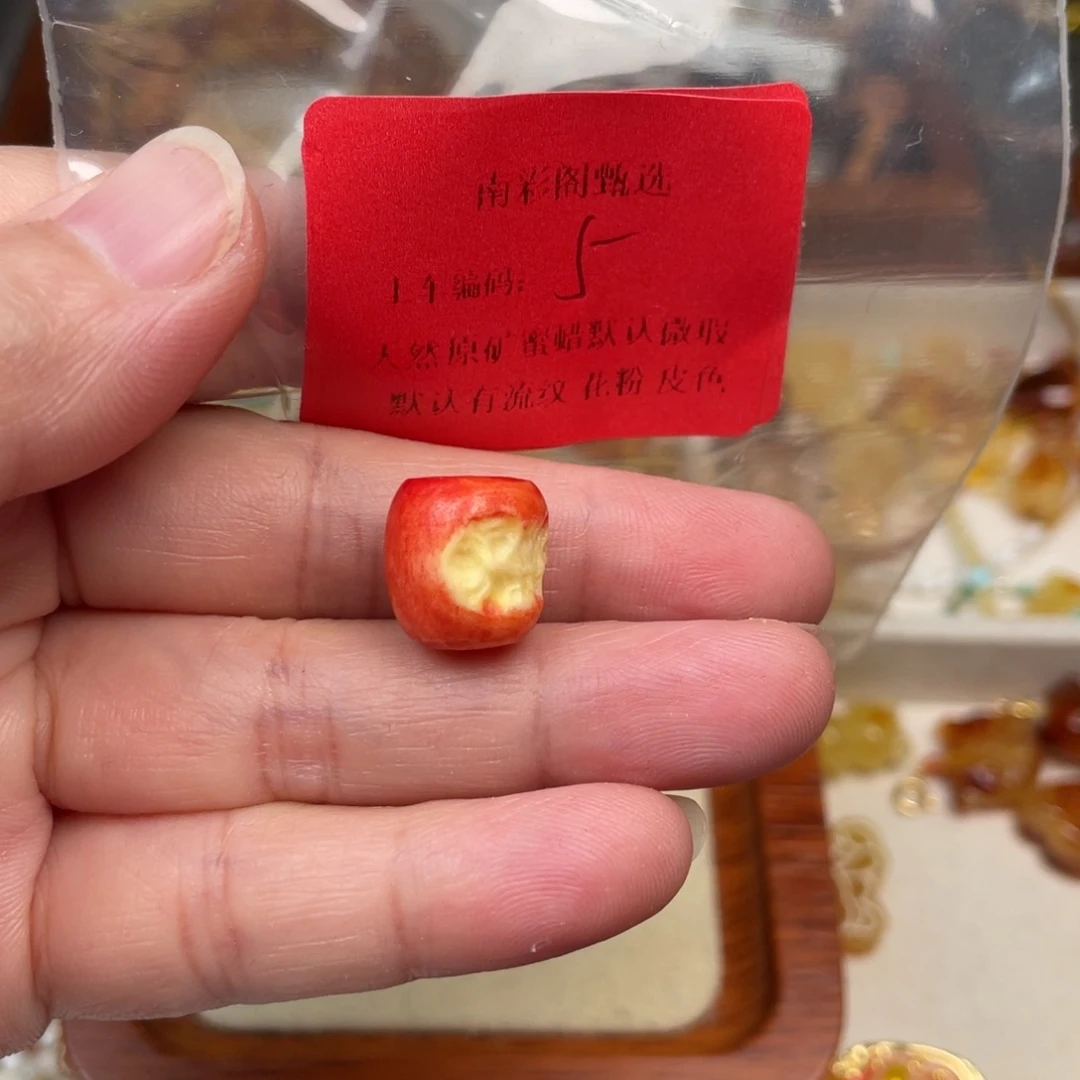 南彩阁甄选
上车编码: 5
天然原矿蜜蜡默认微瑕
默认有流纹 花粉 皮色